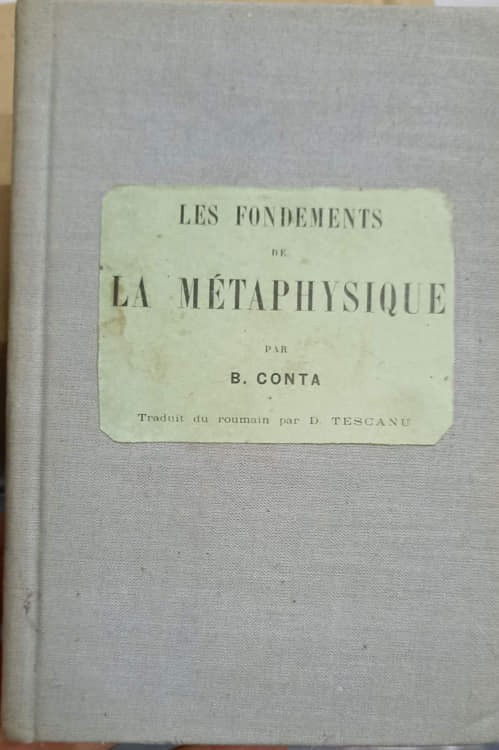 LES FONDEMENTS
DE
LA MÉTAPHYSIQUE
PAR
B. CONTA
Traduit du roumain par D. TESCANU